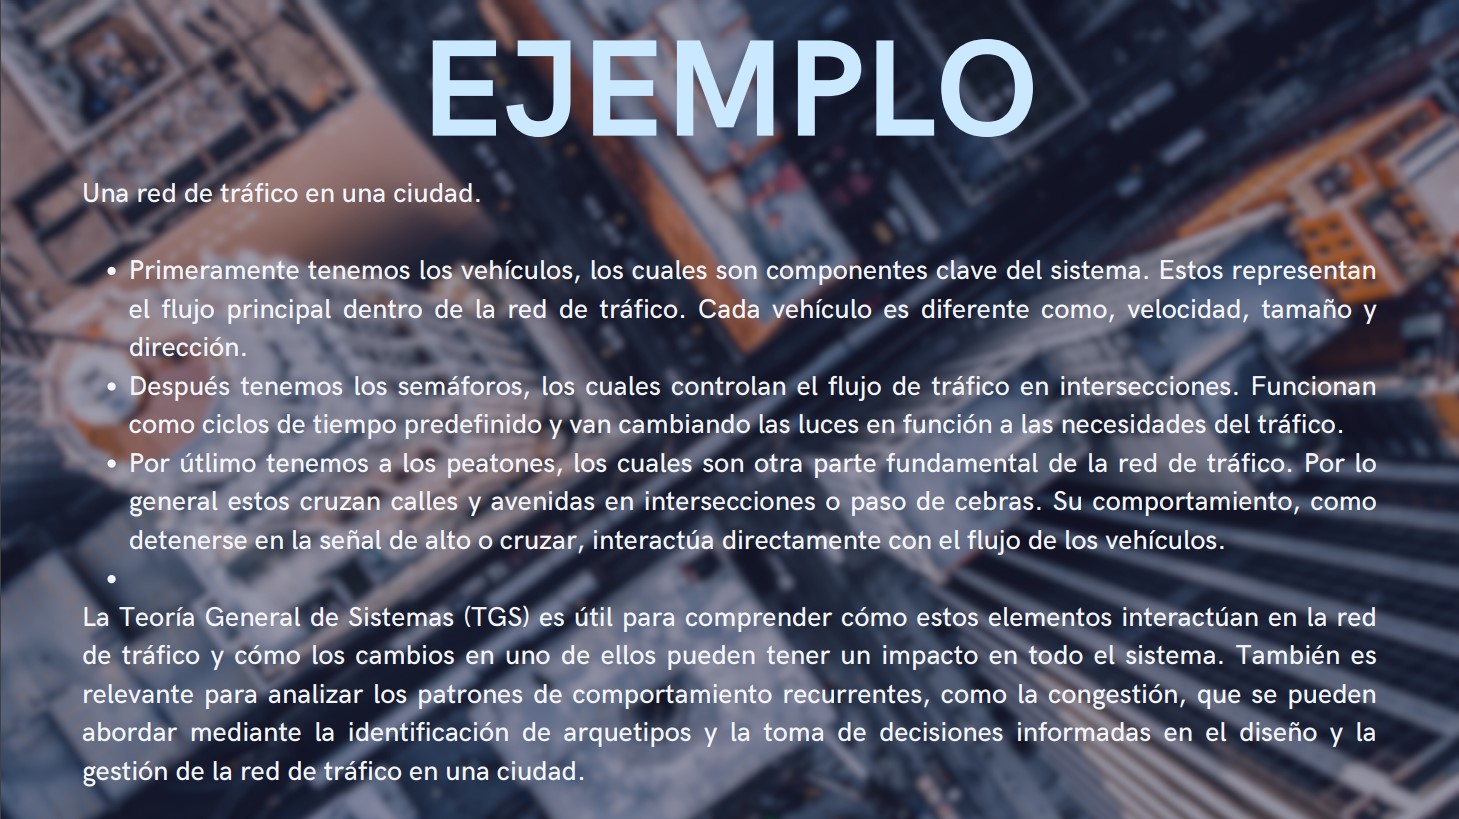 EJEMPLO
Una red de tráfico en una ciudad.
• Primeramente tenemos los vehículos, los cuales son componentes clave del sistema. Estos representan
el flujo principal dentro de la red de tráfico. Cada vehículo es diferente como, velocidad, tamaño y
dirección.
• Después tenemos los semáforos, los cuales controlan el flujo de tráfico en intersecciones. Funcionan
como ciclos de tiempo predefinido y van cambiando las luces en función a las necesidades del tráfico.
• Por útlimo tenemos a los peatones, los cuales son otra parte fundamental de la red de tráfico. Por lo
general estos cruzan calles y avenidas en intersecciones o paso de cebras. Su comportamiento, como
detenerse en la señal de alto o cruzar, interactúa directamente con el flujo de los vehículos.
•
La Teoría General de Sistemas (TGS) es útil para comprender cómo estos elementos interactúan en la red
de tráfico y cómo los cambios en uno de ellos pueden tener un impacto en todo el sistema. También es
relevante para analizar los patrones de comportamiento recurrentes, como la congestión, que se pueden
abordar mediante la identificación de arquetipos y la toma de decisiones informadas en el diseño y la
gestión de la red de tráfico en una ciudad.